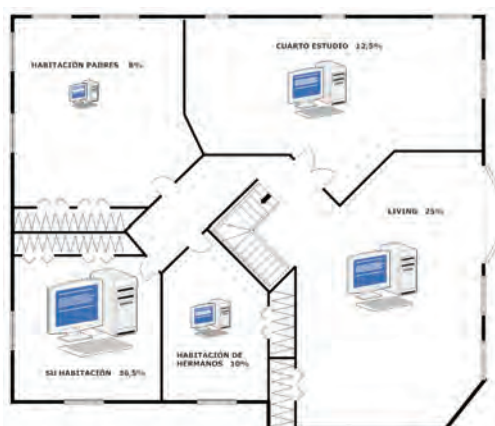 HABITACIÓN PADRES 8%
CUARTO ESTUDIO 12,5%
LIVING 25%
SU HABITACIÓN 36,5%
HABITACIÓN DE
HERMANOS 10%